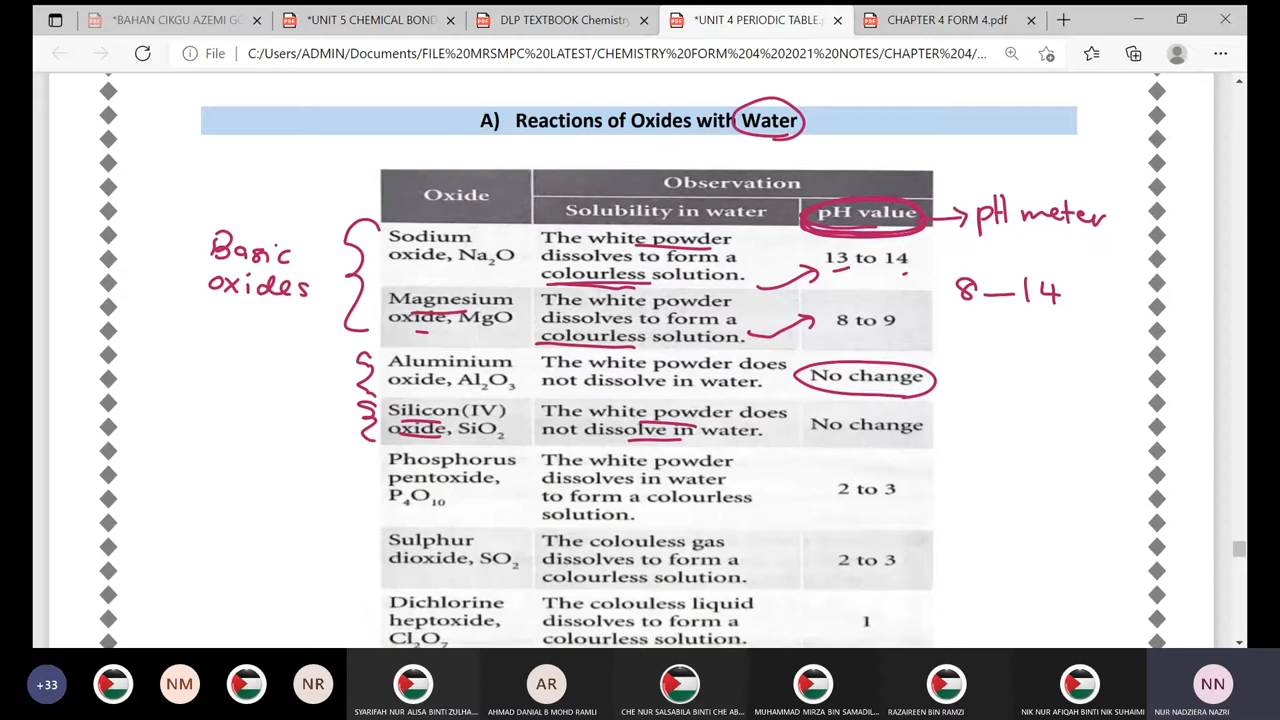 *BAHAN CIKGU AZEMI GO
*UNIT 5 CHEMICAL BOND
DLP TEXTBOOK Chemistry
*UNIT 4 PERIODIC TABLE.p
CHAPTER 4 FORM 4.pdf
File
C:/Users/ADMIN/Documents/FILE%20MRSMPC%20LATEST/CHEMISTRY%20FORM%204%202021%20NOTES/CHAPTER%204/...
A) Reactions of Oxides with Water
Oxide
Observation
Solubility in water
pH value
pH meter
Basic
oxides
Sodium
oxide, Na₂O
The white powder
dissolves to form a
colourless solution.
13 to 14
8 — 14
Magnesium
oxide, MgO
The white powder
dissolves to form a
colourless solution.
8 to 9
Aluminium
oxide, Al₂O₃
The white powder does
not dissolve in water.
No change
Silicon(IV)
oxide, SiO₂
The white powder does
not dissolve in water.
No change
Phosphorus
pentoxide,
P₄O₁₀
The white powder
dissolves in water
to form a colourless
solution.
2 to 3
Sulphur
dioxide, SO₂
The colouless gas
dissolves to form a
colourless solution.
2 to 3
Dichlorine
heptoxide,
Cl₂O₇
The colouless liquid
dissolves to form a
colourless solution.
1
+33
NM
NR
SYARIFAH NUR ALISA BINTI ZULHA...
AR
AHMAD DANIAL B MOHD RAMLI
CHE NUR SALSABILA BINTI CHE AB...
MUHAMMAD MIRZA BIN SAMADIL...
RAZAIREEN BIN RAMZI
NIK NUR AFIQAH BINTI NIK SUHAIMI
NN
NUR NADZIERA NAZRI